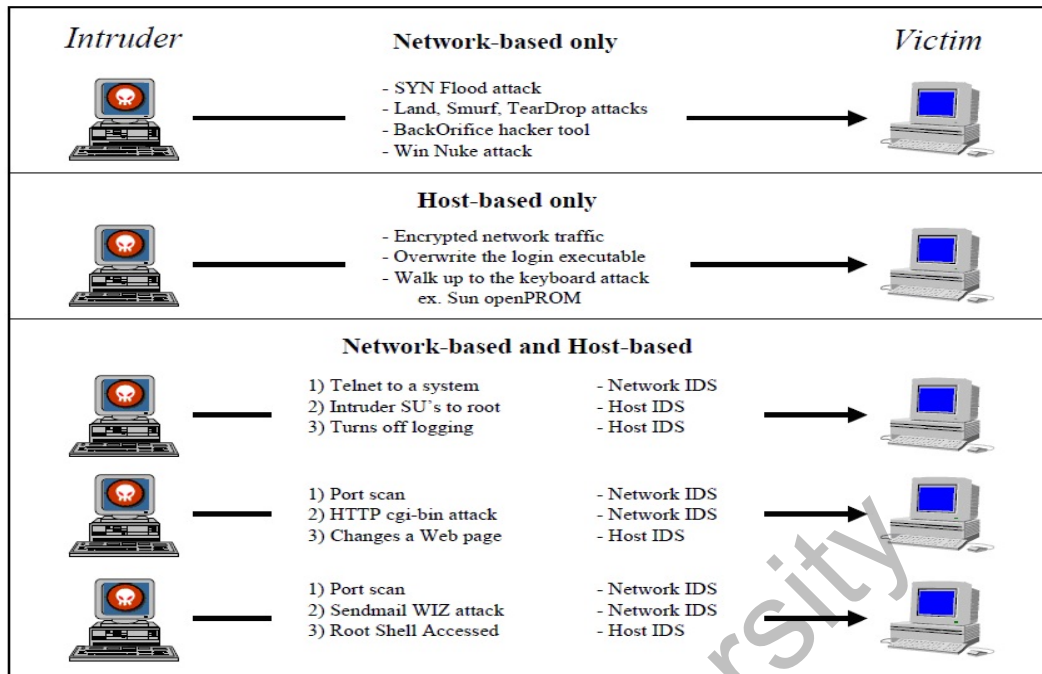 Intruder
Network-based only
Victim
- SYN Flood attack
- Land, Smurf, TearDrop attacks
- BackOrifice hacker tool
- Win Nuke attack
Host-based only
- Encrypted network traffic
- Overwrite the login executable
- Walk up to the keyboard attack
ex. Sun openPROM
Network-based and Host-based
1) Telnet to a system - Network IDS
2) Intruder SU's to root - Host IDS
3) Turns off logging - Host IDS
1) Port scan - Network IDS
2) HTTP cgi-bin attack - Network IDS
3) Changes a Web page - Host IDS
1) Port scan - Network IDS
2) Sendmail WIZ attack - Network IDS
3) Root Shell Accessed - Host IDS
rsity